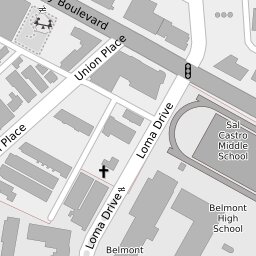 Boulevard
Union Place
Place
Loma Drive
Sal
Castro
Middle
School
Belmont
High
School
Loma Drive
Belmont